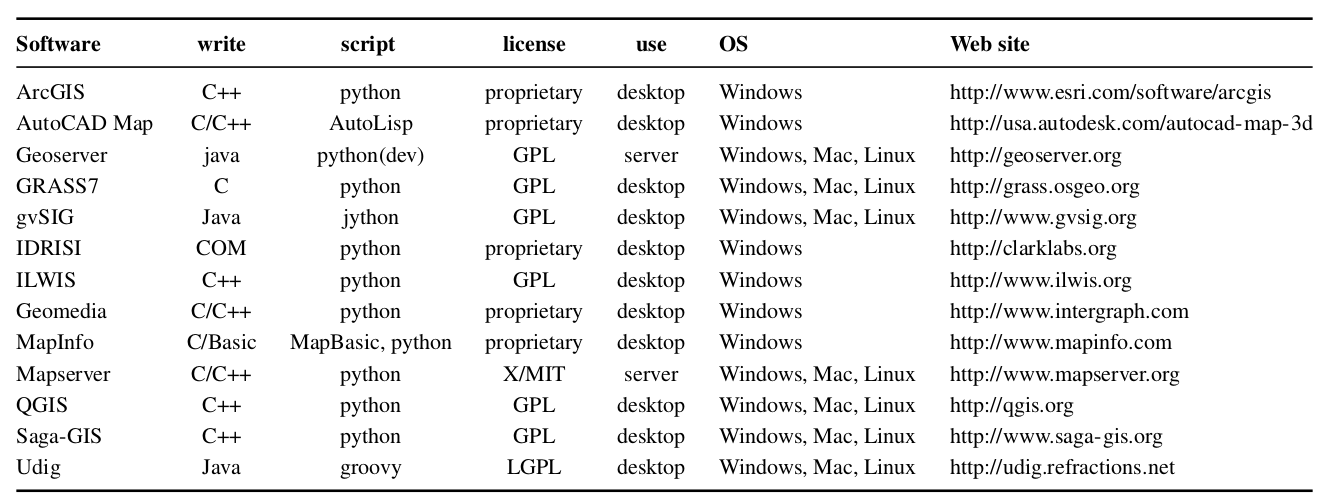 Software write script license use OS Web site
ArcGIS C++ python proprietary desktop Windows http://www.esri.com/software/arcgis
AutoCAD Map C/C++ AutoLisp proprietary desktop Windows http://usa.autodesk.com/autocad-map-3d
Geoserver java python(dev) GPL server Windows, Mac, Linux http://geoserver.org
GRASS7 C python GPL desktop Windows, Mac, Linux http://grass.osgeo.org
gvSIG Java jython GPL desktop Windows, Mac, Linux http://www.gvsig.org
IDRISI COM python proprietary desktop Windows http://clarklabs.org
ILWIS C++ python GPL desktop Windows http://www.ilwis.org
Geomedia C/C++ python proprietary desktop Windows http://www.intergraph.com
MapInfo C/Basic MapBasic, python proprietary desktop Windows http://www.mapinfo.com
Mapserver C/C++ python X/MIT server Windows, Mac, Linux http://www.mapserver.org
QGIS C++ python GPL desktop Windows, Mac, Linux http://qgis.org
Saga-GIS C++ python GPL desktop Windows, Mac, Linux http://www.saga-gis.org
Udig Java groovy LGPL desktop Windows, Mac, Linux http://udig.refractions.net